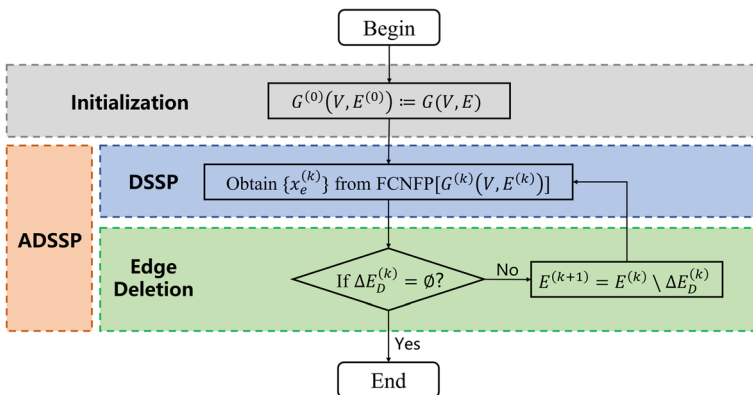 Begin
Initialization
G^{(0)}(V, E^{(0)}) ≔ G(V, E)
ADSSP
DSSP
Obtain {x_e^{(k)}} from FCNFP[G^{(k)}(V, E^{(k)})]
Edge
Deletion
If ΔE_D^{(k)} = ∅?
No
E^{(k+1)} = E^{(k)} \ ΔE_D^{(k)}
Yes
End